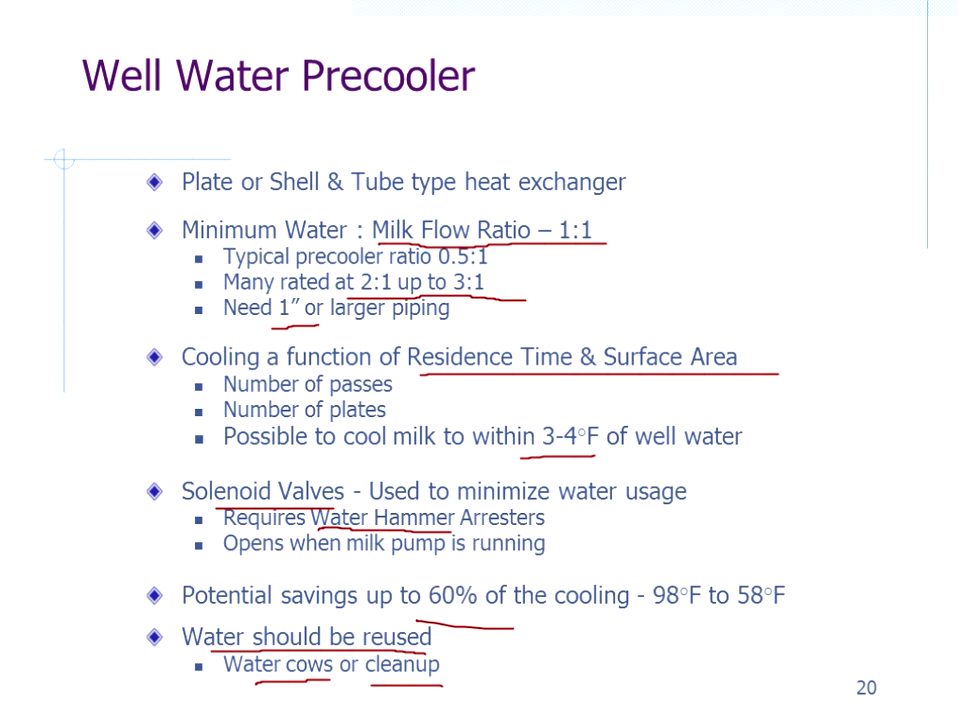 Well Water Precooler
Plate or Shell & Tube type heat exchanger
Minimum Water : Milk Flow Ratio – 1:1
Typical precooler ratio 0.5:1
Many rated at 2:1 up to 3:1
Need 1” or larger piping
Cooling a function of Residence Time & Surface Area
Number of passes
Number of plates
Possible to cool milk to within 3-4°F of well water
Solenoid Valves - Used to minimize water usage
Requires Water Hammer Arresters
Opens when milk pump is running
Potential savings up to 60% of the cooling - 98°F to 58°F
Water should be reused
Water cows or cleanup
20